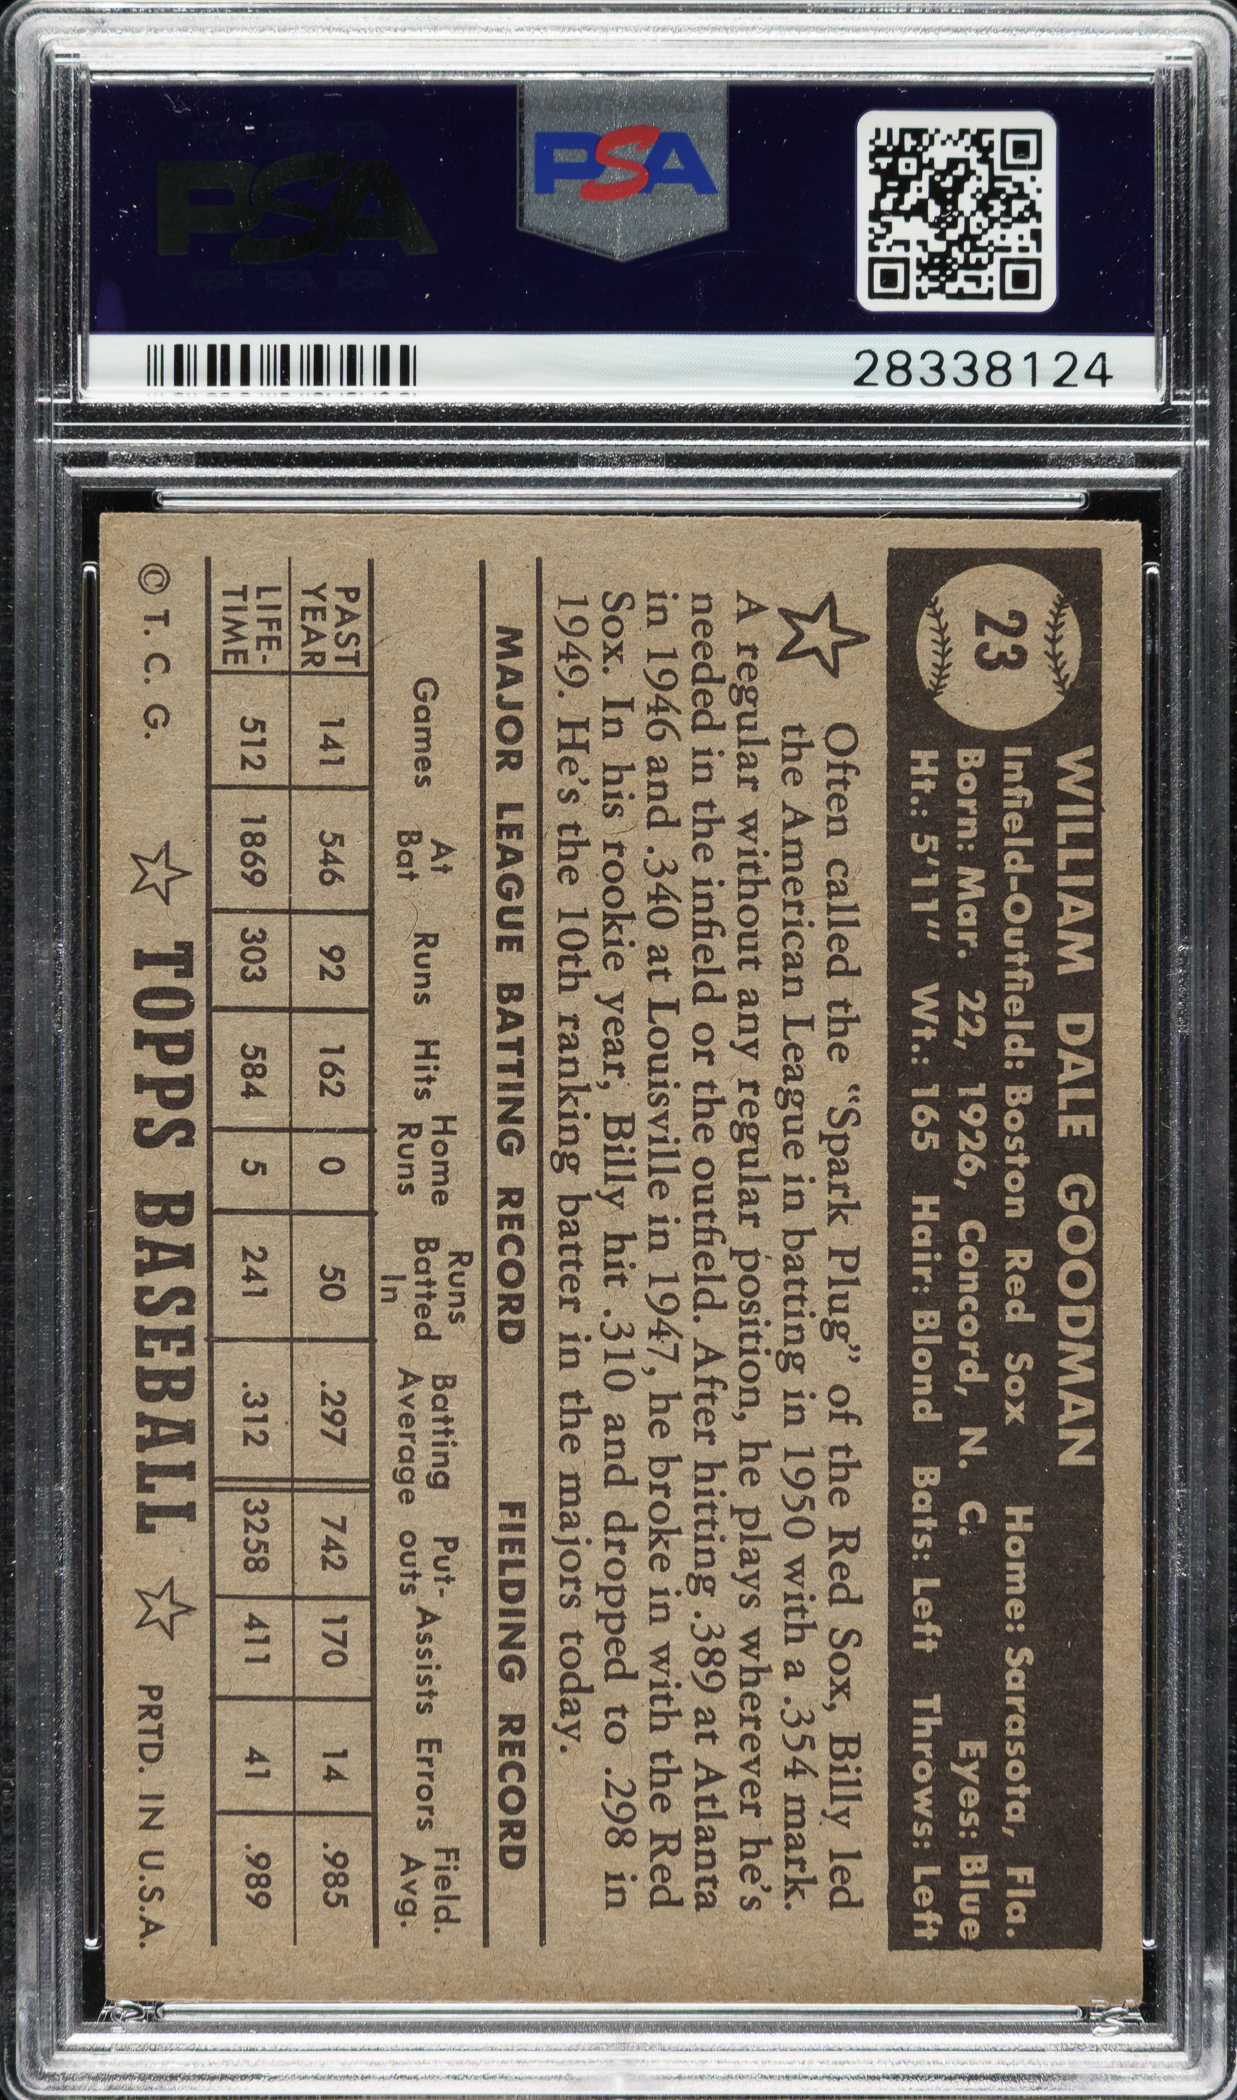 PSA
PSA
28338124
23
WILLIAM DALE GOODMAN
Infield-Outfield: Boston Red Sox Home: Sarasota, Fla.
Born: Mar. 22, 1926, Concord, N. C. Eyes: Blue
Ht.: 5'11" Wt.: 165 Hair: Blond Bats: Left Throws: Left
Often called the "Spark Plug" of the Red Sox, Billy led
the American League in batting in 1950 with a .354 mark.
A regular without any regular position, he plays wherever he's
needed in the infield or the outfield. After hitting .389 at Atlanta
in 1946 and .340 at Louisville in 1947, he broke in with the Red
Sox. In his rookie year, Billy hit .310 and dropped to .298 in
1949. He's the 10th ranking batter in the majors today.
MAJOR LEAGUE BATTING RECORD FIELDING RECORD
Games At Bat Runs Hits Home Runs Runs Batted In Batting Average Put-outs Assists Errors Field. Avg.
PAST YEAR 141 546 92 162 0 50 .297 742 170 14 .985
LIFE-TIME 512 1869 303 584 5 241 .312 3258 411 41 .989
© T. C. G. TOPPS BASEBALL PRTD. IN U.S.A.